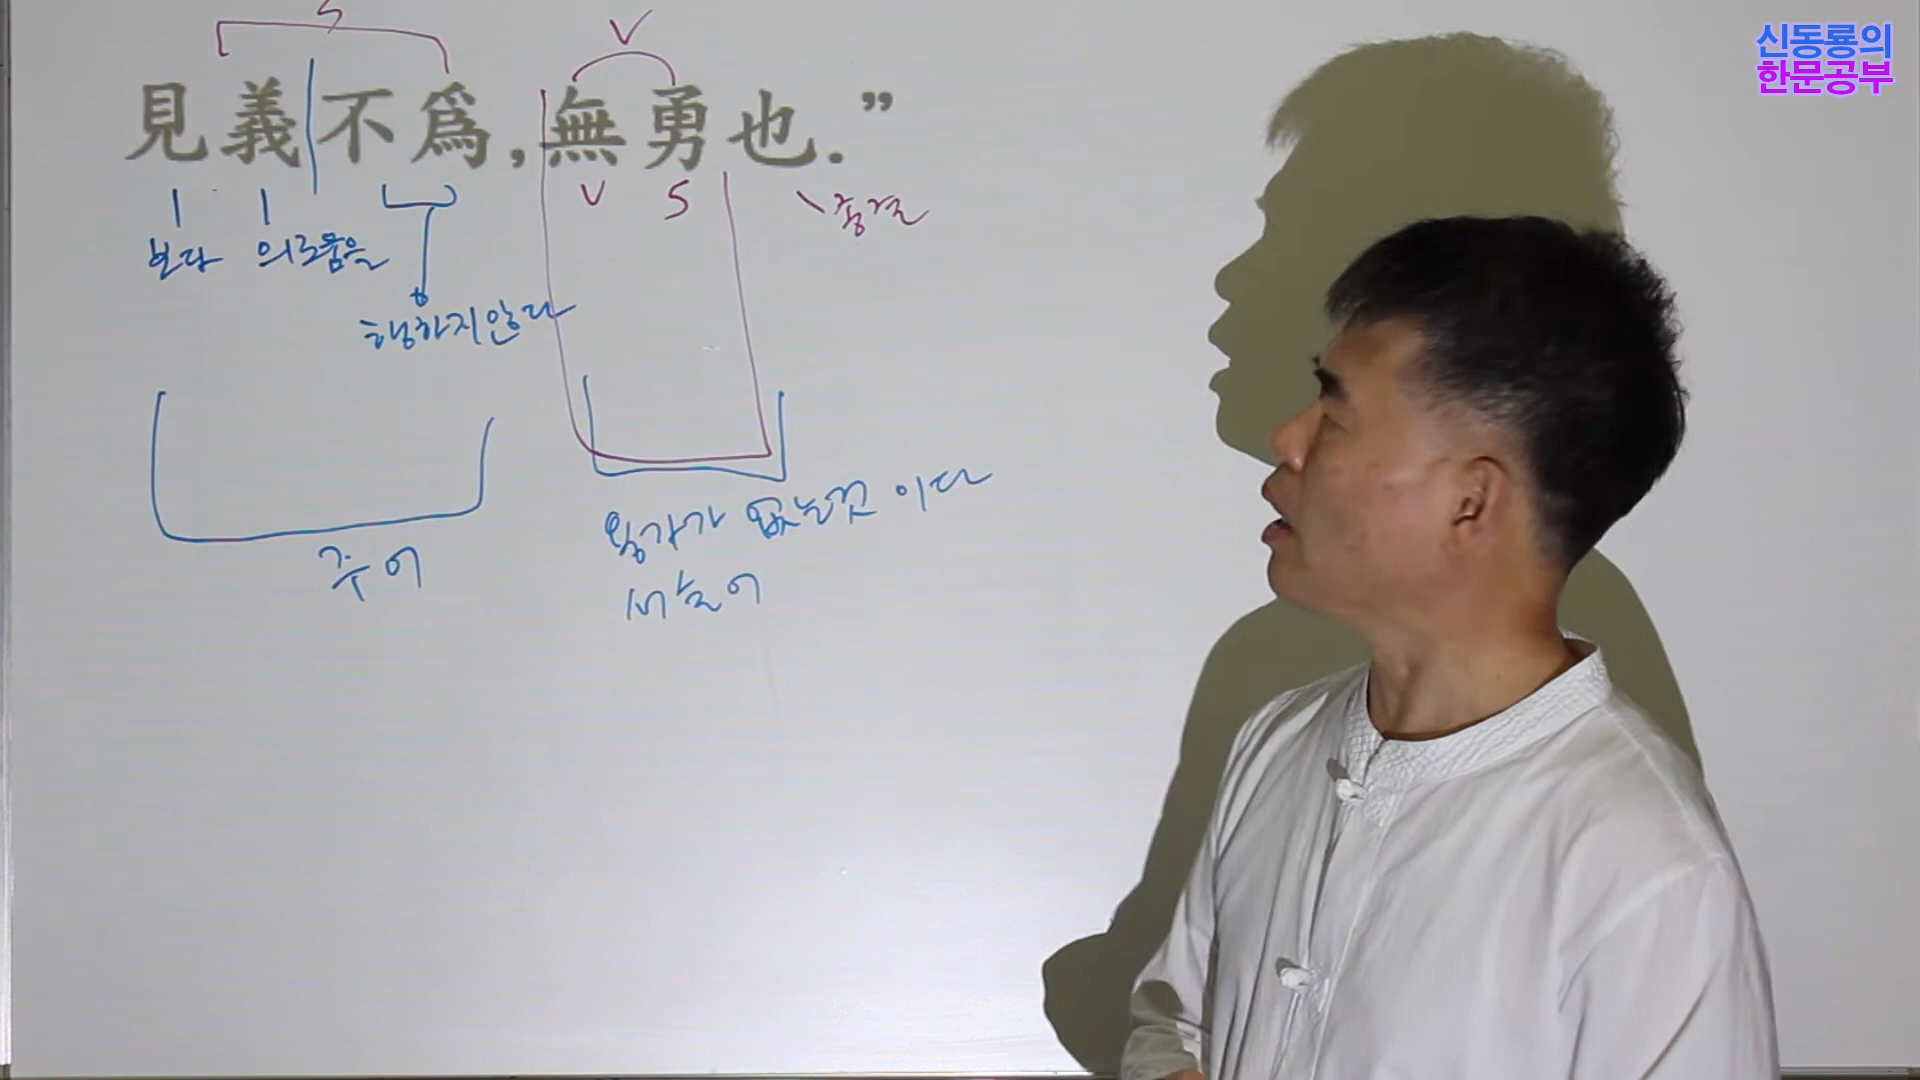 신동룡의
한문공부
S
V
見義不爲,無勇也.”
V S 종결
보다 의로움을
행하지않다
용기가 없는것 이다
주어
서술어